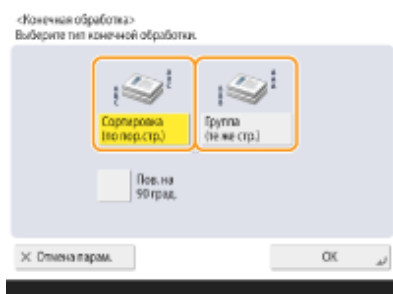 <Конечная обработка>
Выберите тип конечной обработки.
Сортировка
(по пор.стр.)
Группа
(те же стр.)
Пов. на
90 град.
× Отмена парам.
OK